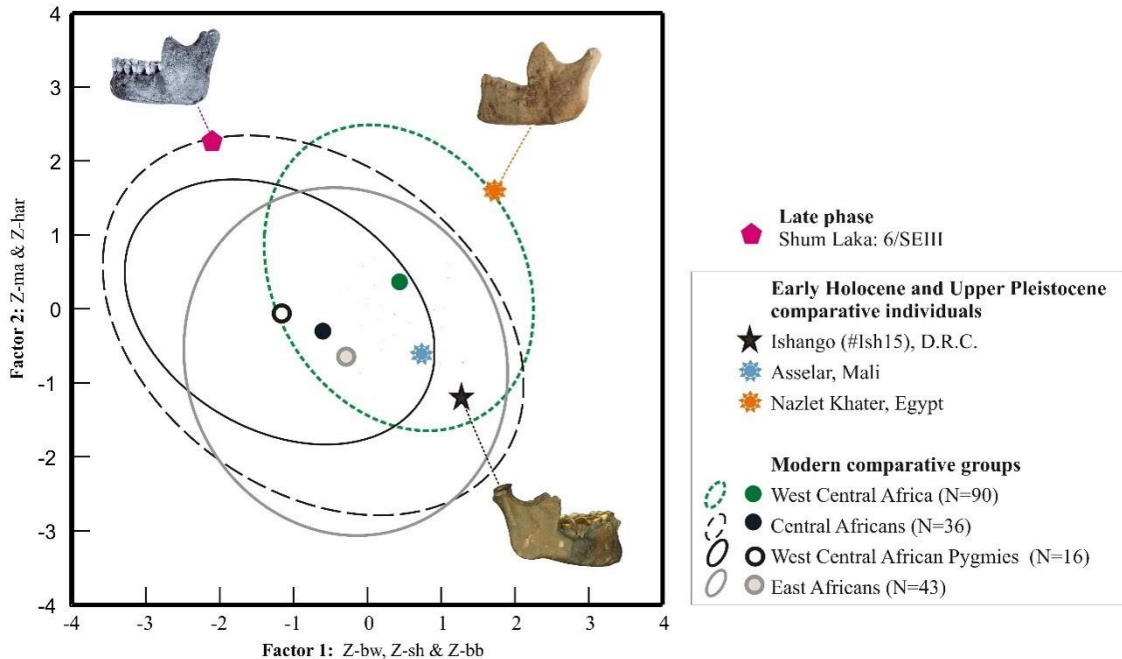 4
3
2
1
0
-1
-2
-3
-4
Factor 2: Z-ma & Z-har
-4 -3 -2 -1 0 1 2 3 4
Factor 1: Z-bw, Z-sh & Z-bb
Late phase
Shum Laka: 6/SEIII
Early Holocene and Upper Pleistocene
comparative individuals
Ishango (#Ish15), D.R.C.
Asselar, Mali
Nazlet Khater, Egypt
Modern comparative groups
West Central Africa (N=90)
Central Africans (N=36)
West Central African Pygmies (N=16)
East Africans (N=43)